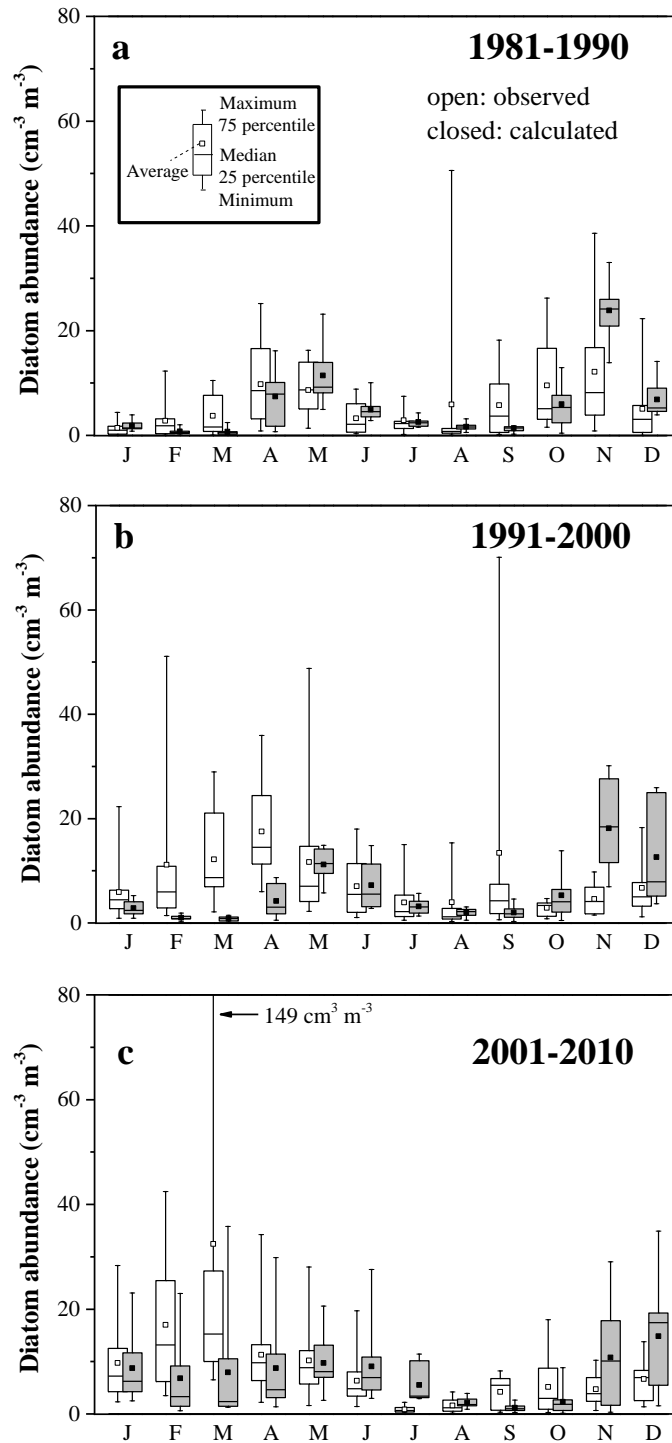 a
1981-1990
open: observed
closed: calculated
Maximum
75 percentile
Average
Median
25 percentile
Minimum
Diatom abundance (cm⁻³ m⁻³)
80
60
40
20
0
J F M A M J J A S O N D
b
1991-2000
Diatom abundance (cm⁻³ m⁻³)
80
60
40
20
0
J F M A M J J A S O N D
c
2001-2010
149 cm³ m⁻³
Diatom abundance (cm⁻³ m⁻³)
80
60
40
20
0
J F M A M J J A S O N D